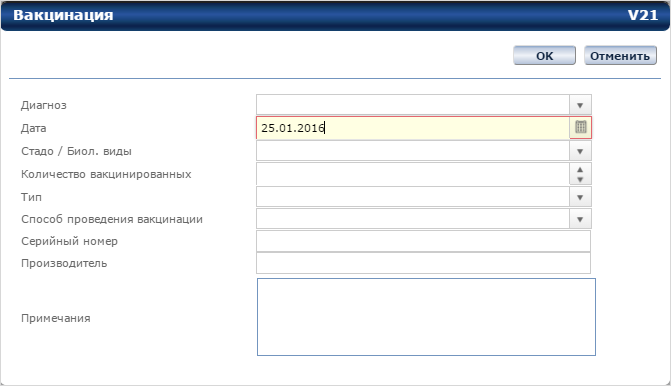 Вакцинация V21
ОК Отменить
Диагноз
Дата 25.01.2016
Стадо / Биол. виды
Количество вакцинированных
Тип
Способ проведения вакцинации
Серийный номер
Производитель
Примечания